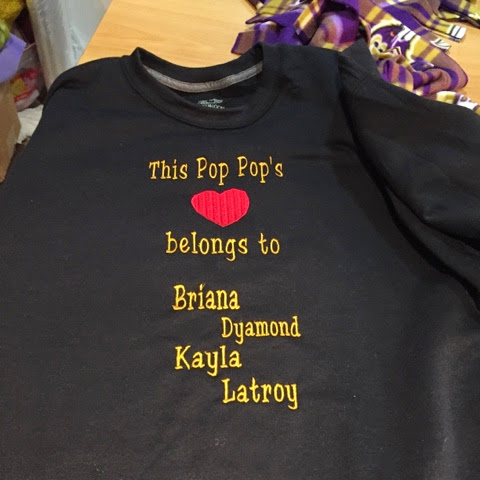 This Pop Pop's
belongs to
Briana
Dyamond
Kayla
Latroy